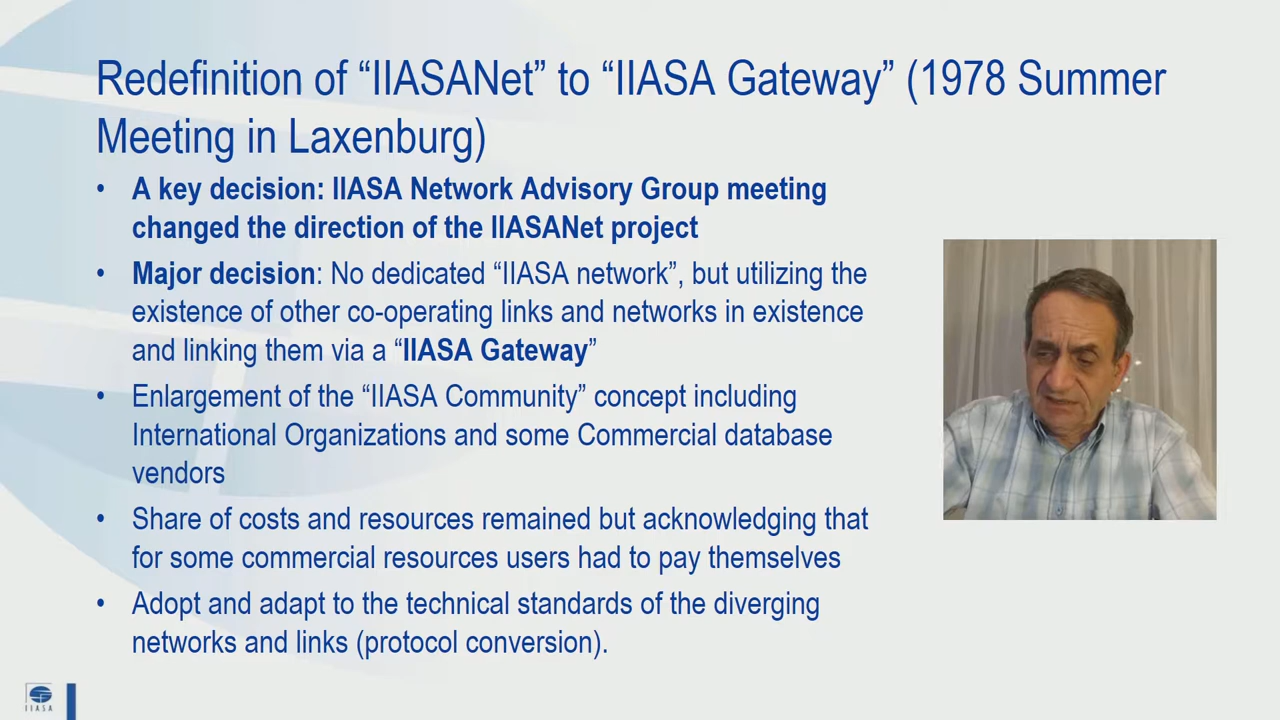 Redefinition of “IIASANet” to “IIASA Gateway” (1978 Summer
Meeting in Laxenburg)
• A key decision: IIASA Network Advisory Group meeting
changed the direction of the IIASANet project
• Major decision: No dedicated “IIASA network”, but utilizing the
existence of other co-operating links and networks in existence
and linking them via a “IIASA Gateway”
• Enlargement of the “IIASA Community” concept including
International Organizations and some Commercial database
vendors
• Share of costs and resources remained but acknowledging that
for some commercial resources users had to pay themselves
• Adopt and adapt to the technical standards of the diverging
networks and links (protocol conversion).
IIASA